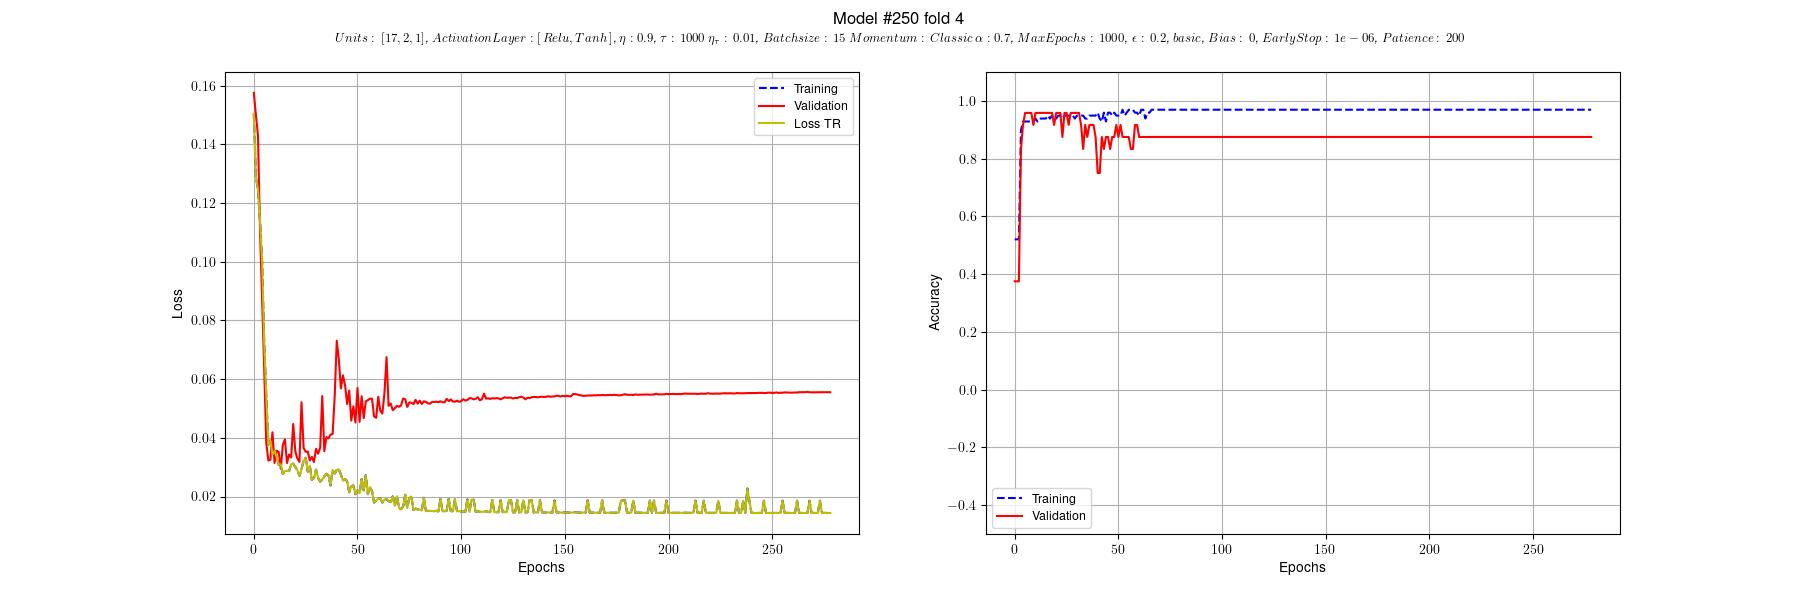 Model #250 fold 4
Units : [17, 2, 1], ActivationLayer : [Relu, Tanh], η : 0.9, τ : 1000 ητ : 0.01, Batchsize : 15 Momentum : Classic α : 0.7, MaxEpochs : 1000, ϵ : 0.2, basic, Bias : 0, EarlyStop : 1e − 06, Patience : 200
0.16
0.14
0.12
0.10
0.08
0.06
0.04
0.02
Loss
0 50 100 150 200 250
Epochs
Training
Validation
Loss TR
1.0
0.8
0.6
0.4
0.2
0.0
−0.2
−0.4
Accuracy
0 50 100 150 200 250
Epochs
Training
Validation